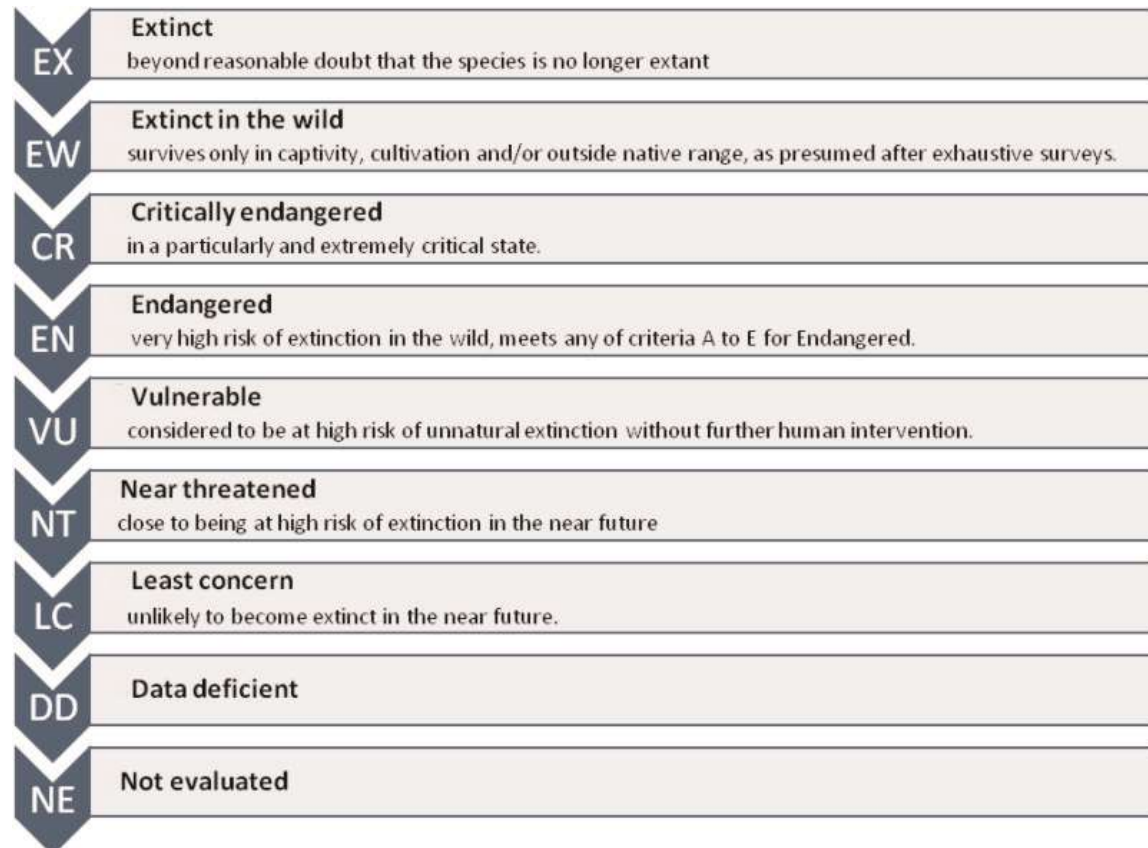 EX
Extinct
beyond reasonable doubt that the species is no longer extant
EW
Extinct in the wild
survives only in captivity, cultivation and/or outside native range, as presumed after exhaustive surveys.
CR
Critically endangered
in a particularly and extremely critical state.
EN
Endangered
very high risk of extinction in the wild, meets any of criteria A to E for Endangered.
VU
Vulnerable
considered to be at high risk of unnatural extinction without further human intervention.
NT
Near threatened
close to being at high risk of extinction in the near future
LC
Least concern
unlikely to become extinct in the near future.
DD
Data deficient
NE
Not evaluated